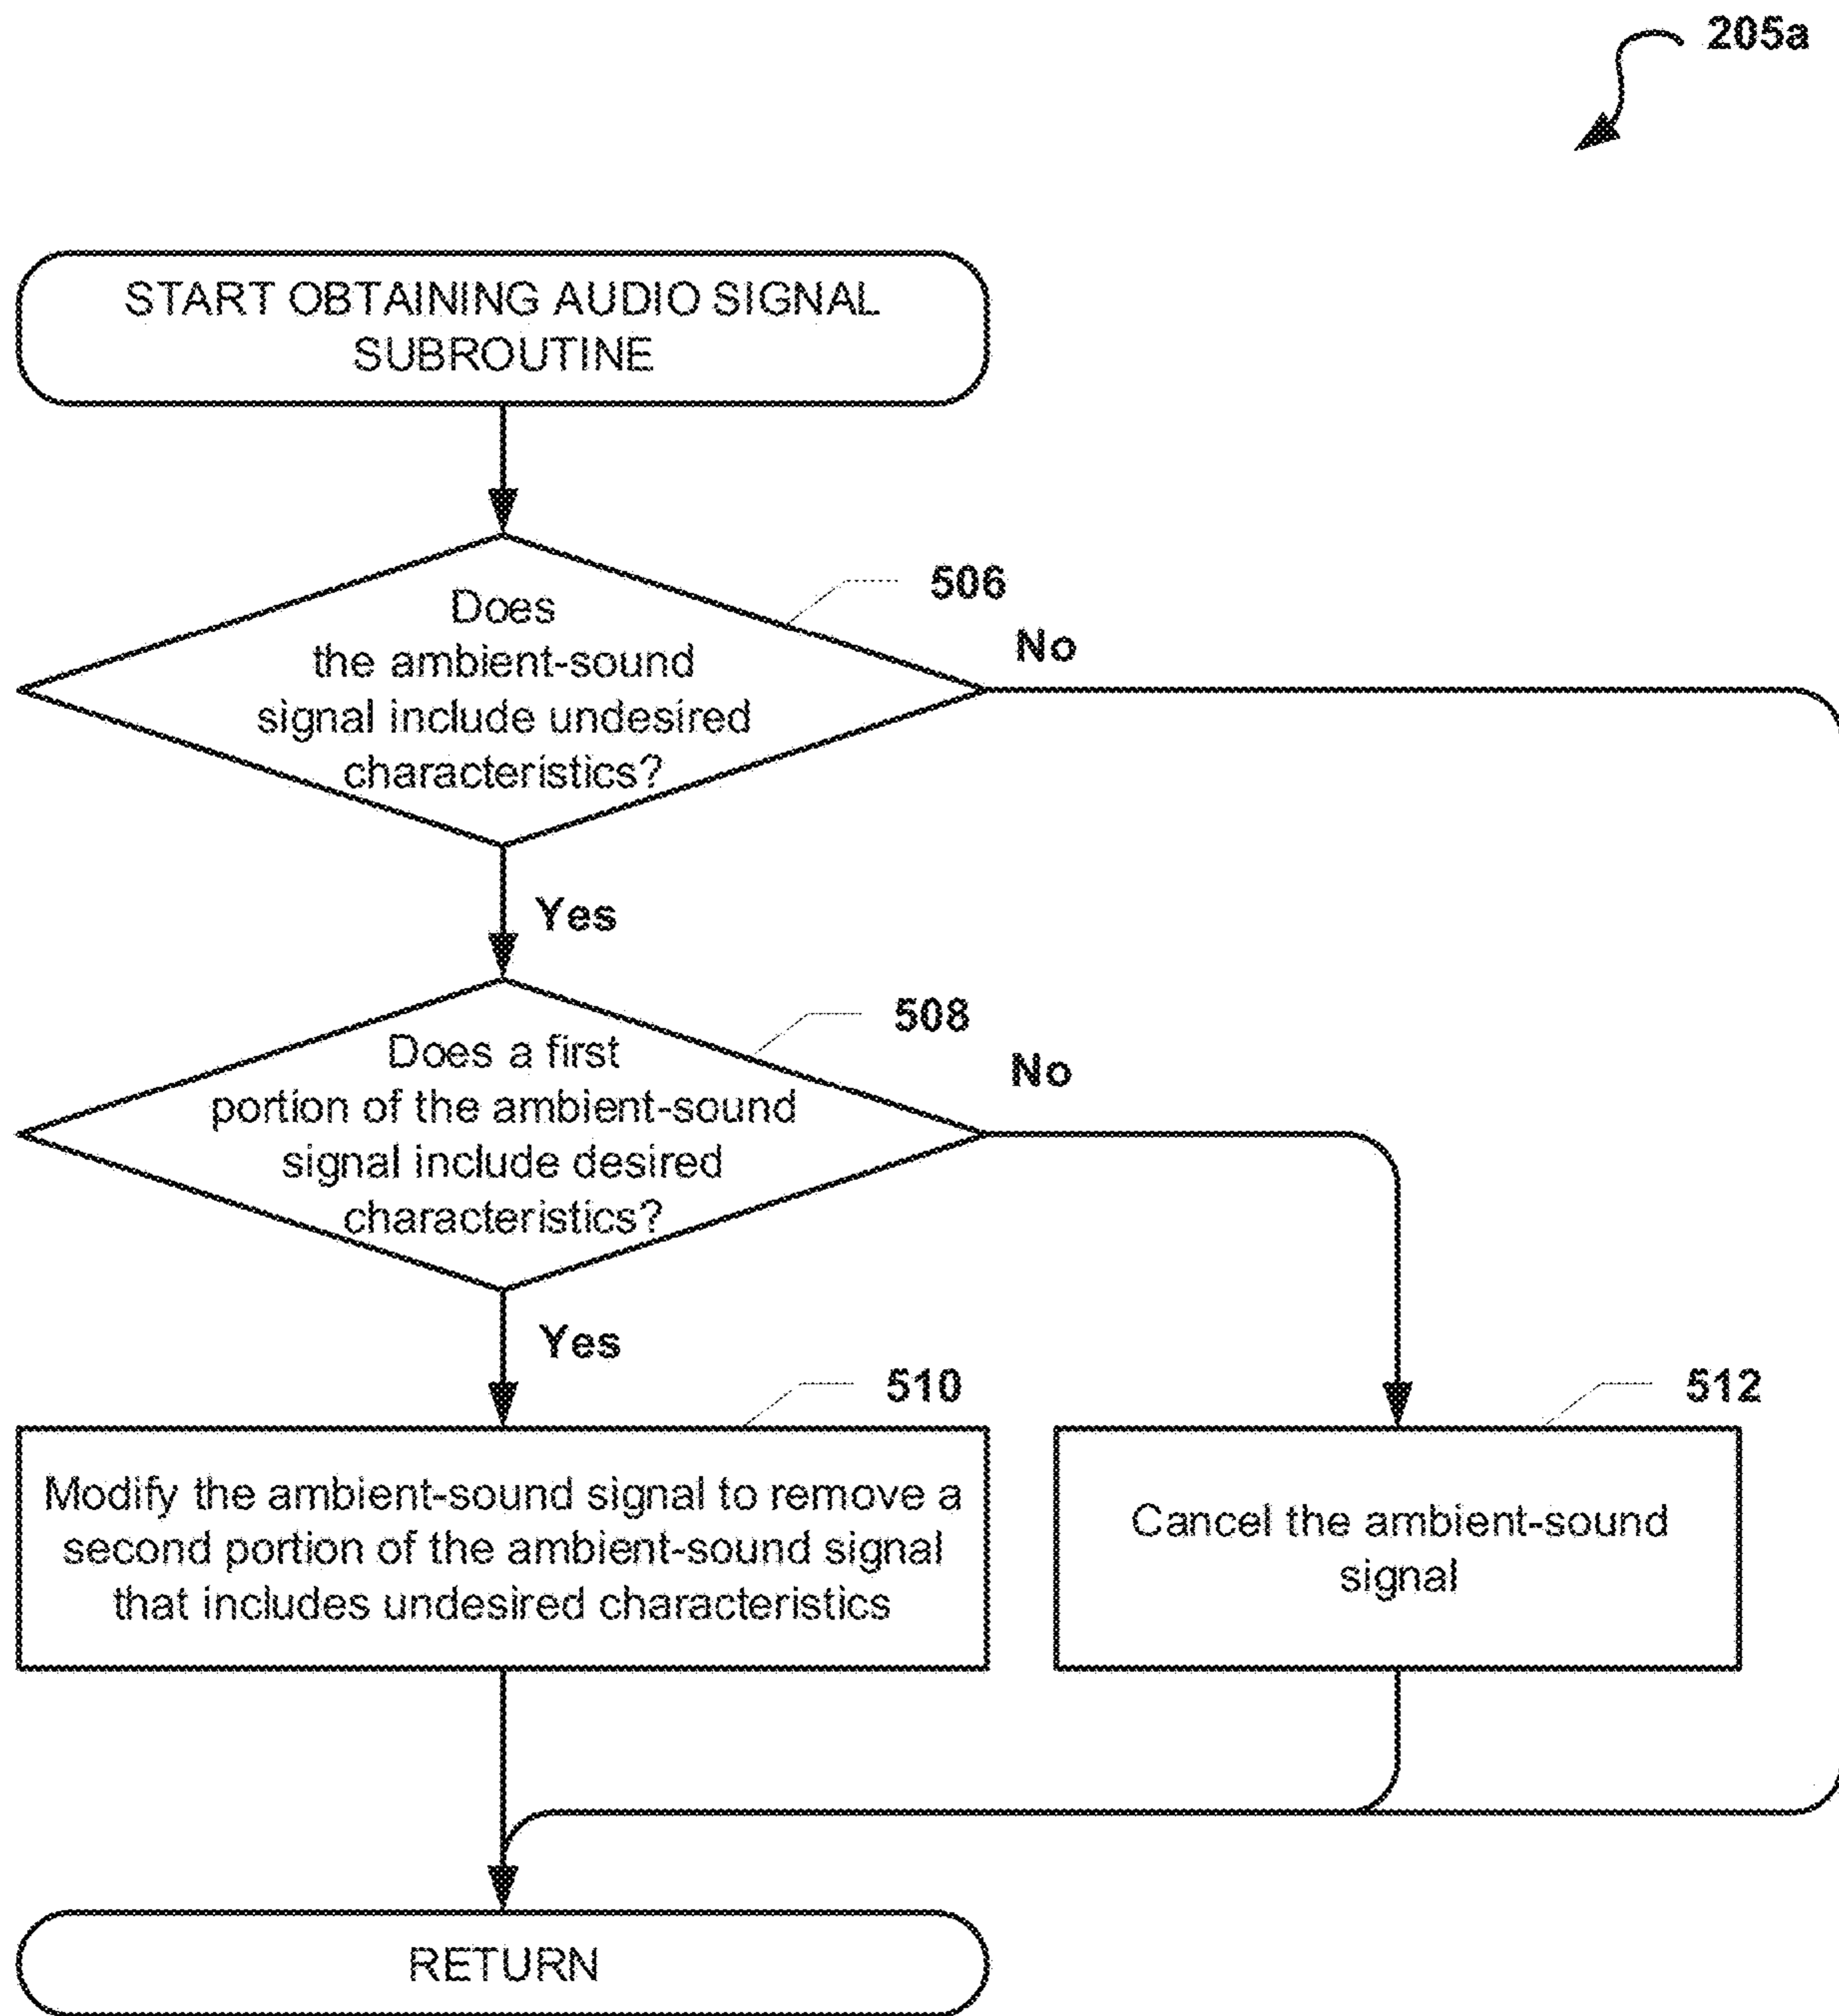 205a
START OBTAINING AUDIO SIGNAL
SUBROUTINE
506
Does
the ambient-sound
signal include undesired
characteristics?
No
Yes
508
Does a first
portion of the ambient-sound
signal include desired
characteristics?
No
Yes
510
Modify the ambient-sound signal to remove a
second portion of the ambient-sound signal
that includes undesired characteristics
512
Cancel the ambient-sound
signal
RETURN